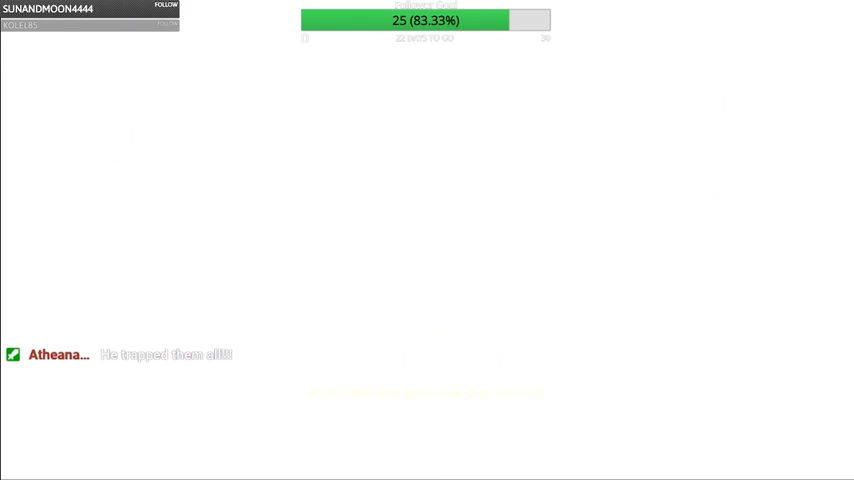 SUNANDMOON4444 FOLLOW
KOLEL85 FOLLOW
Follower Goal
25 (83.33%)
0 22 DAYS TO GO 30
Atheana... He trapped them all!!!